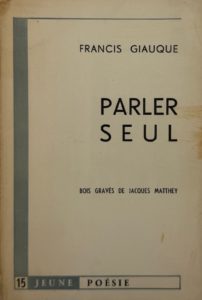 FRANCIS GIAUQUE
PARLER
SEUL
BOIS GRAVÉS DE JACQUES MATTHEY
15 JEUNE POÉSIE